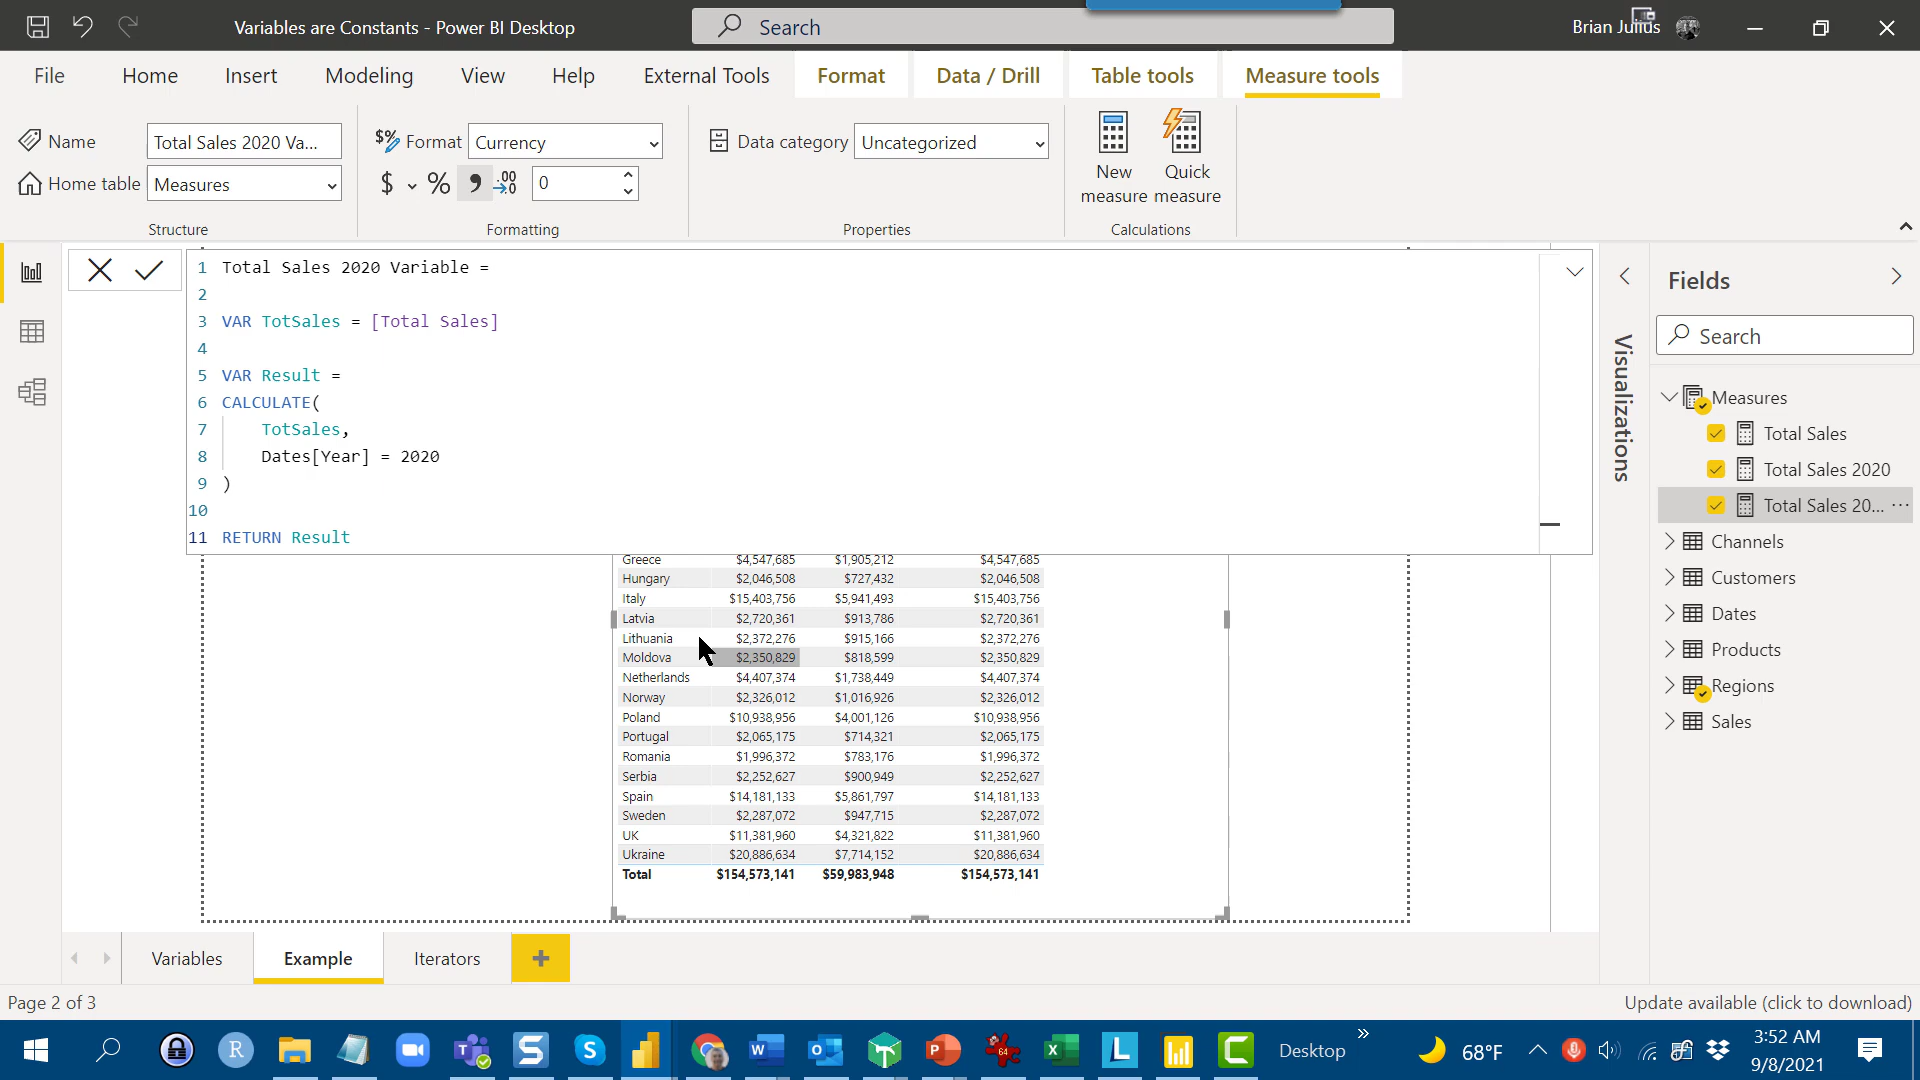 Variables are Constants - Power BI Desktop
Search
Brian Julius
File Home Insert Modeling View Help External Tools Format Data / Drill Table tools Measure tools
Name Total Sales 2020 Va...
Home table Measures
Structure
Format Currency
$ % , .00 0
Formatting
Data category Uncategorized
Properties
New measure
Quick measure
Calculations
1 Total Sales 2020 Variable =
2
3 VAR TotSales = [Total Sales]
4
5 VAR Result =
6 CALCULATE(
7 TotSales,
8 Dates[Year] = 2020
9 )
10
11 RETURN Result
Greece $4,547,685 $1,905,212 $4,547,685
Hungary $2,046,508 $727,432 $2,046,508
Italy $15,403,756 $5,941,493 $15,403,756
Latvia $2,720,361 $913,786 $2,720,361
Lithuania $2,372,276 $915,166 $2,372,276
Moldova $2,350,829 $818,599 $2,350,829
Netherlands $4,407,374 $1,738,449 $4,407,374
Norway $2,326,012 $1,016,926 $2,326,012
Poland $10,938,956 $4,001,126 $10,938,956
Portugal $2,065,175 $714,321 $2,065,175
Romania $1,996,372 $783,176 $1,996,372
Serbia $2,252,627 $900,949 $2,252,627
Spain $14,181,133 $5,861,797 $14,181,133
Sweden $2,287,072 $947,715 $2,287,072
UK $11,381,960 $4,321,822 $11,381,960
Ukraine $20,886,634 $7,714,152 $20,886,634
Total $154,573,141 $59,983,948 $154,573,141
Visualizations
Fields
Search
Measures
Total Sales
Total Sales 2020
Total Sales 20... ...
Channels
Customers
Dates
Products
Regions
Sales
Variables Example Iterators +
Page 2 of 3
Update available (click to download)
Desktop
68°F
3:52 AM
9/8/2021